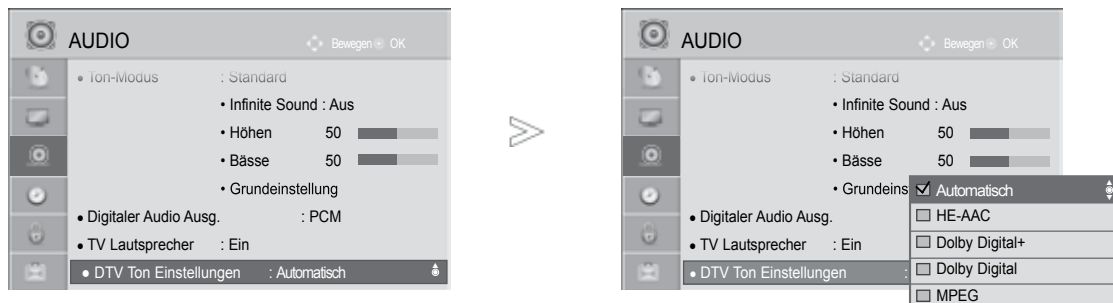 AUDIO
Bewegen OK
• Ton-Modus : Standard
• Infinite Sound : Aus
• Höhen 50
• Bässe 50
• Grundeinstellung
• Digitaler Audio Ausg. : PCM
• TV Lautsprecher : Ein
• DTV Ton Einstellungen : Automatisch
AUDIO
Bewegen OK
• Ton-Modus : Standard
• Infinite Sound : Aus
• Höhen 50
• Bässe 50
• Grundeins
• Digitaler Audio Ausg.
• TV Lautsprecher : Ein
• DTV Ton Einstellungen :
Automatisch
HE-AAC
Dolby Digital+
Dolby Digital
MPEG